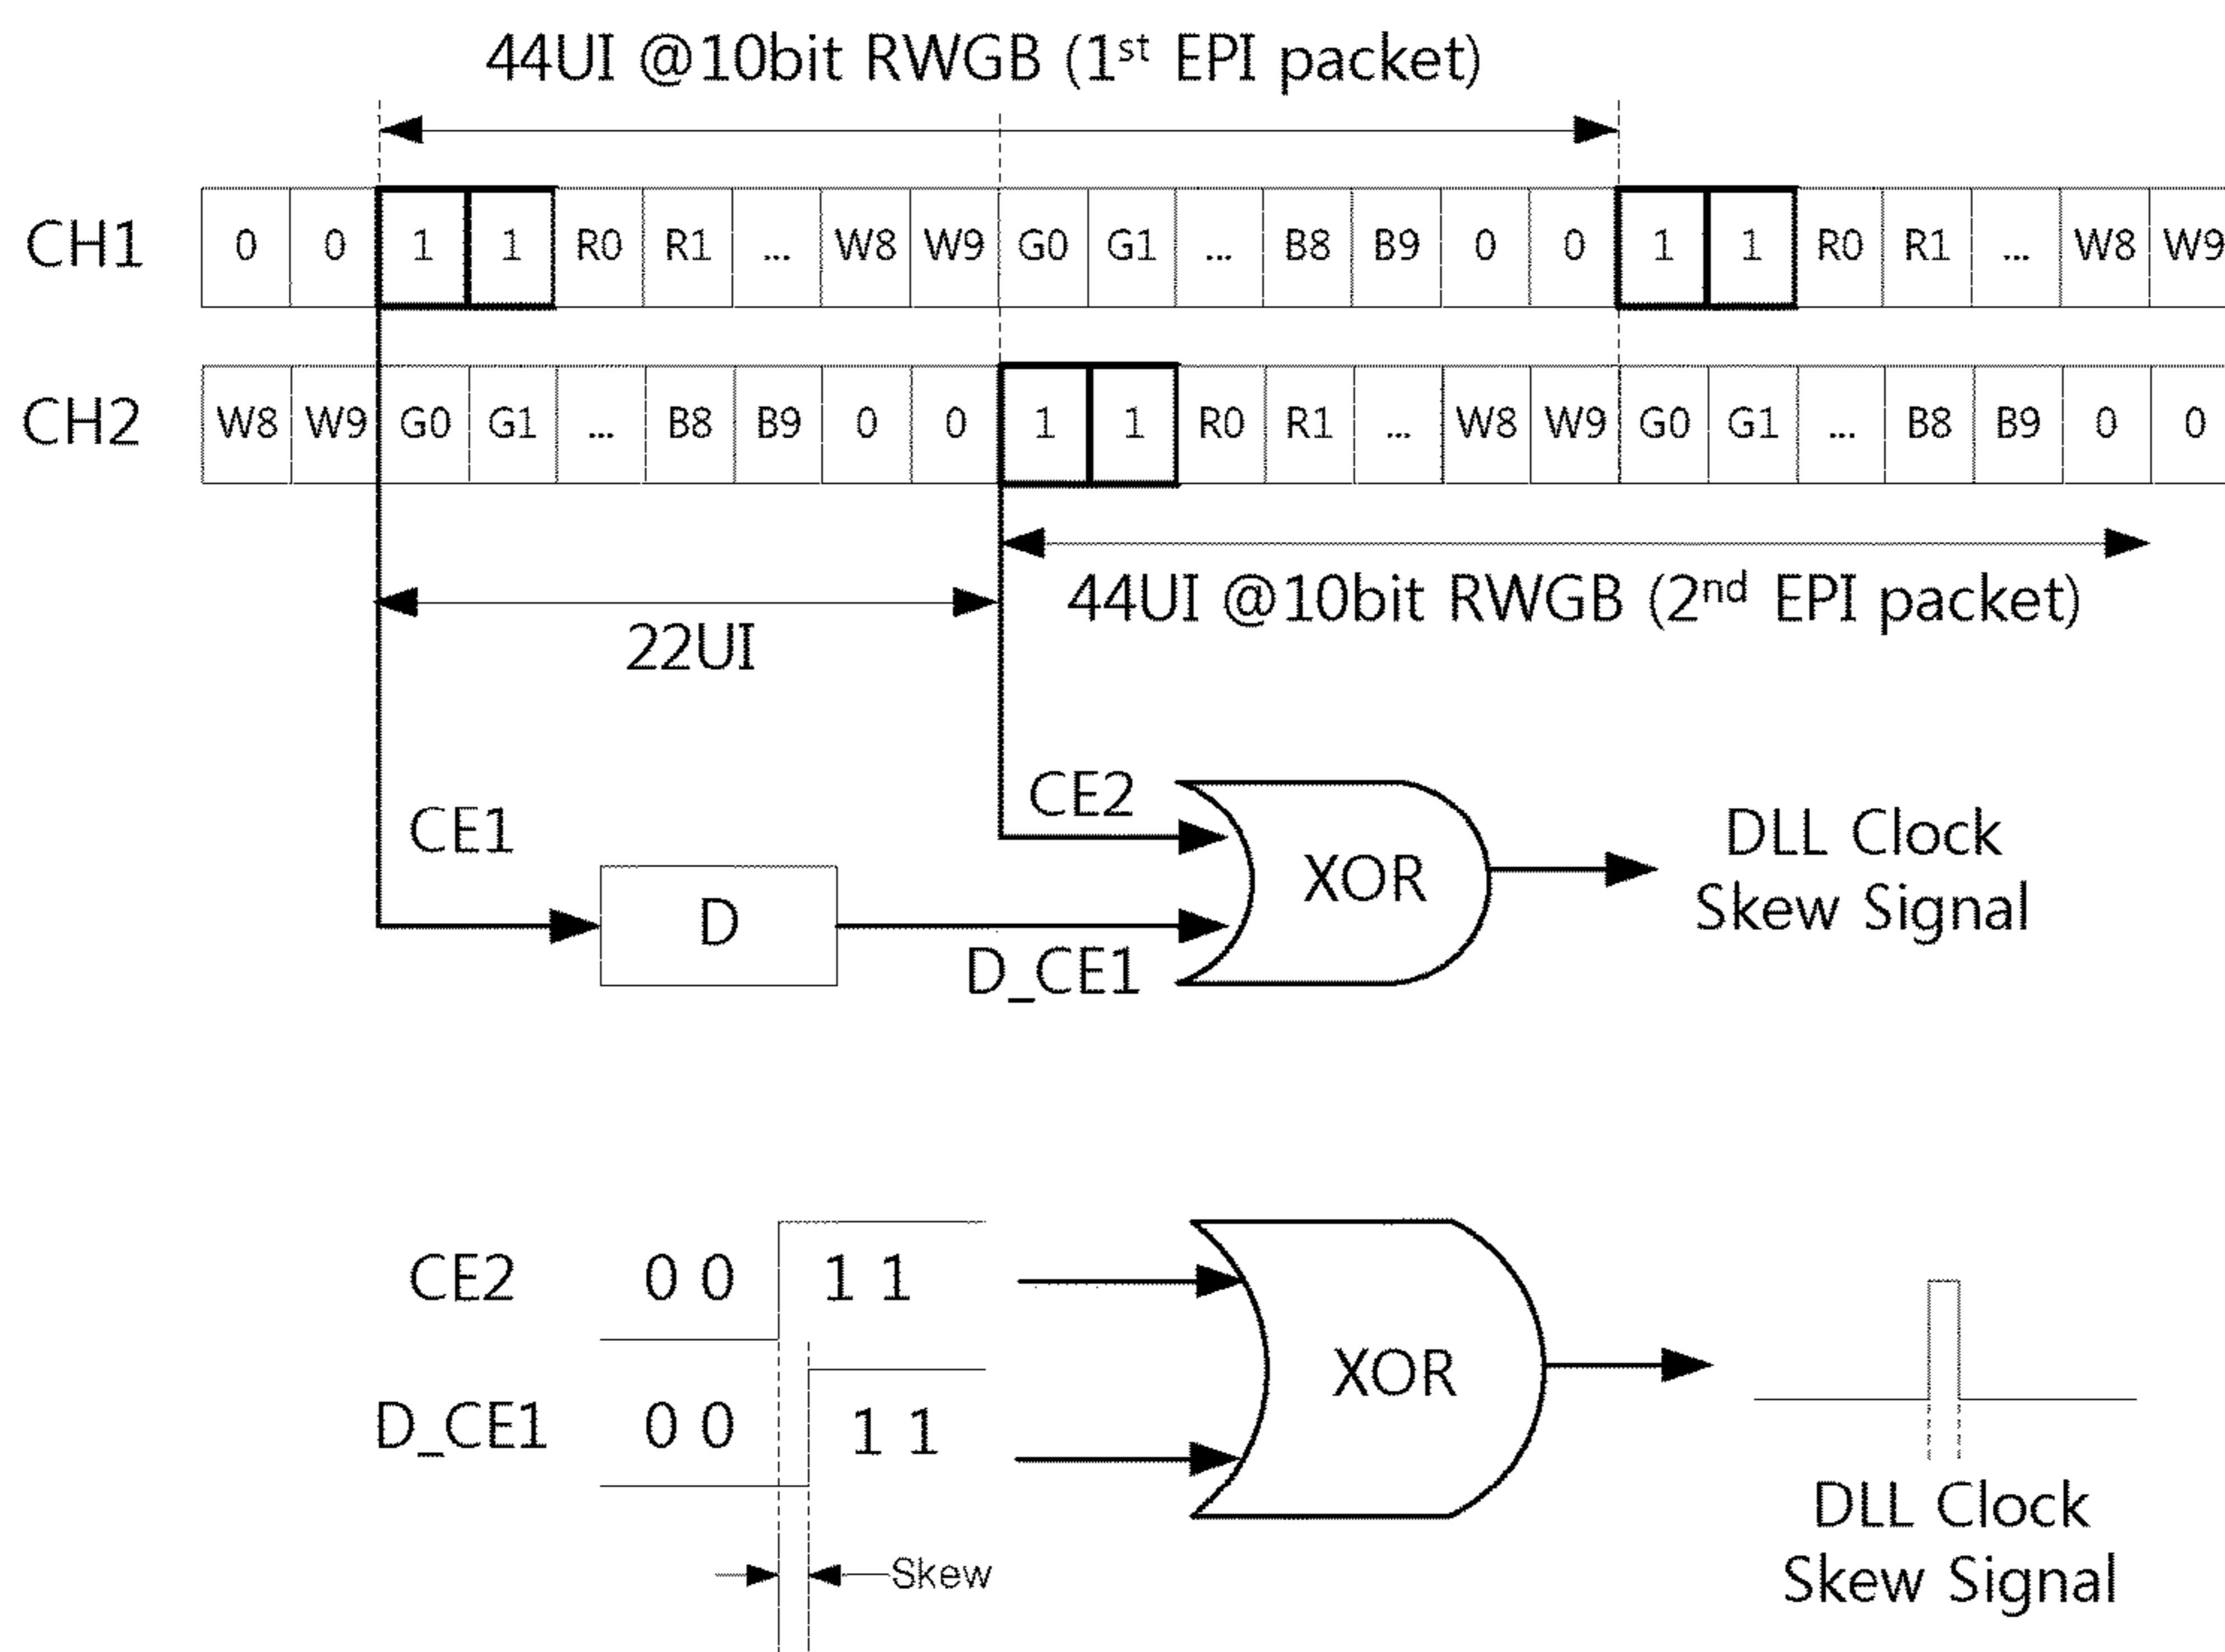 44UI @10bit RWGB (1st EPI packet)
CH1 0 0 1 1 R0 R1 ... W8 W9 G0 G1 ... B8 B9 0 0 1 1 R0 R1 ... W8 W9
CH2 W8 W9 G0 G1 ... B8 B9 0 0 1 1 R0 R1 ... W8 W9 G0 G1 ... B8 B9 0 0
44UI @10bit RWGB (2nd EPI packet)
22UI
CE2
CE1
XOR
DLL Clock
Skew Signal
D
D_CE1
CE2 0 0 1 1
XOR
D_CE1 0 0 1 1
Skew
DLL Clock
Skew Signal